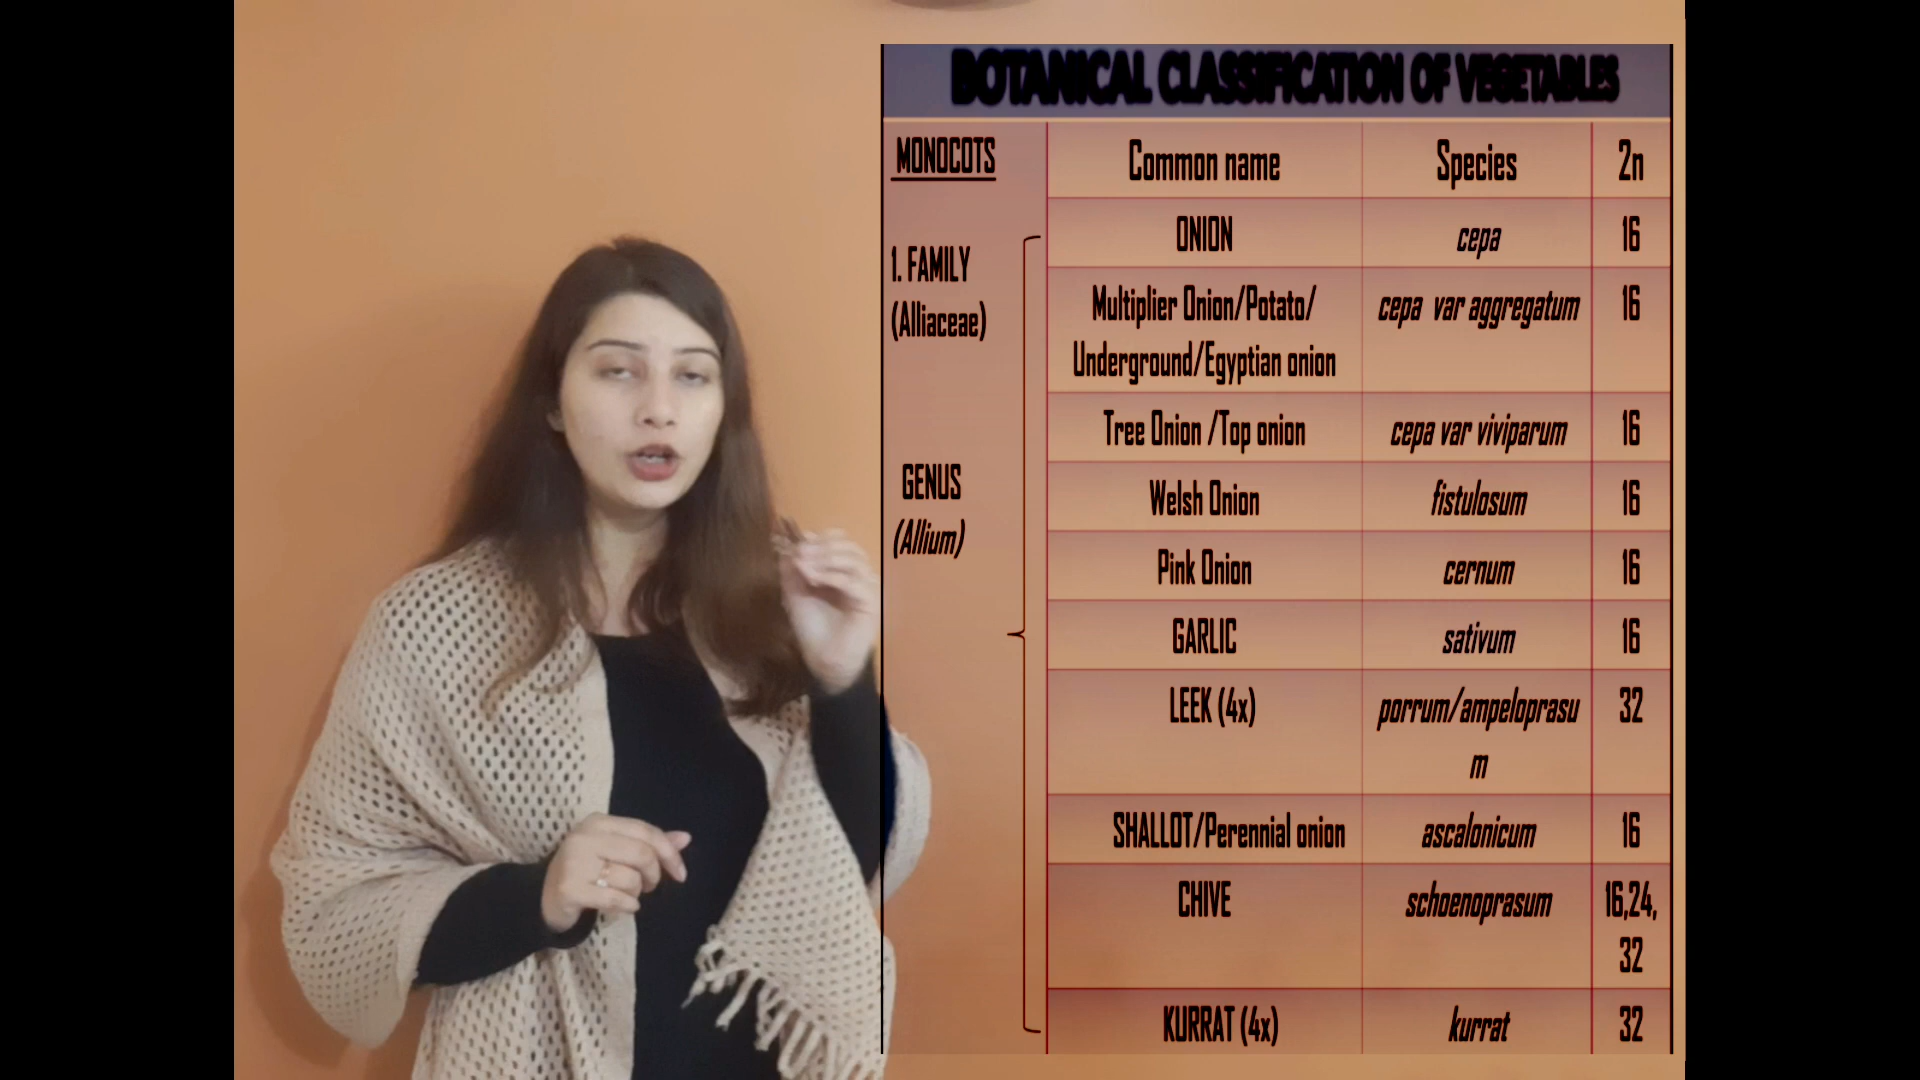 BOTANICAL CLASSIFICATION OF VEGETABLES
MONOCOTS
1. FAMILY
(Alliaceae)
GENUS
(Allium)
Common name Species 2n
ONION cepa 16
Multiplier Onion/Potato/ cepa var aggregatum 16
Underground/Egyptian onion
Tree Onion /Top onion cepa var viviparum 16
Welsh Onion fistulosum 16
Pink Onion cernum 16
GARLIC sativum 16
LEEK (4x) porrum/ampeloprasu 32
m
SHALLOT/Perennial onion ascalonicum 16
CHIVE schoenoprasum 16,24,
32
KURRAT (4x) kurrat 32